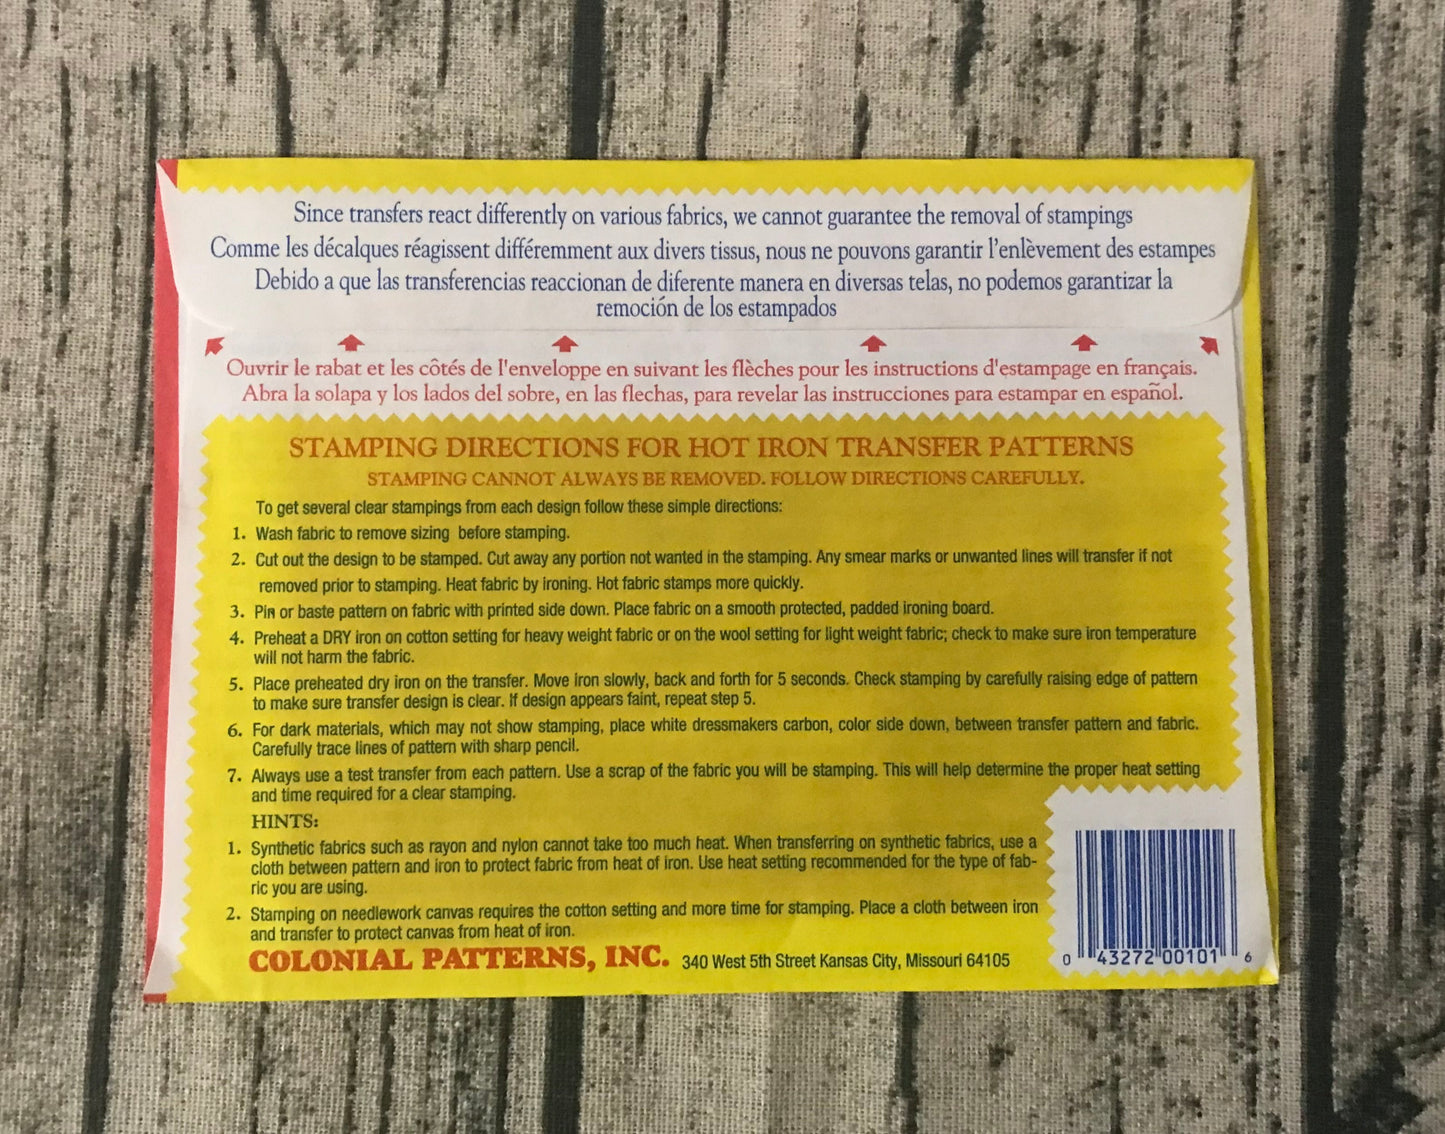 Since transfers react differently on various fabrics, we cannot guarantee the removal of stampings
Comme les décalques réagissent différemment aux divers tissus, nous ne pouvons garantir l'enlèvement des estampes
Debido a que las transferencias reaccionan de diferente manera en diversas telas, no podemos garantizar la
remoción de los estampados
Ouvrir le rabat et les côtés de l'enveloppe en suivant les flèches pour les instructions d'estampage en français.
Abra la solapa y los lados del sobre, en las flechas, para revelar las instrucciones para estampar en español.
STAMPING DIRECTIONS FOR HOT IRON TRANSFER PATTERNS
STAMPING CANNOT ALWAYS BE REMOVED. FOLLOW DIRECTIONS CAREFULLY.
To get several clear stampings from each design follow these simple directions:
1. Wash fabric to remove sizing before stamping.
2. Cut out the design to be stamped. Cut away any portion not wanted in the stamping. Any smear marks or unwanted lines will transfer if not
removed prior to stamping. Heat fabric by ironing. Hot fabric stamps more quickly.
3. Pin or baste pattern on fabric with printed side down. Place fabric on a smooth protected, padded ironing board.
4. Preheat a DRY iron on cotton setting for heavy weight fabric or on the wool setting for light weight fabric; check to make sure iron temperature
will not harm the fabric.
5. Place preheated dry iron on the transfer. Move iron slowly, back and forth for 5 seconds. Check stamping by carefully raising edge of pattern
to make sure transfer design is clear. If design appears faint, repeat step 5.
6. For dark materials, which may not show stamping, place white dressmakers carbon, color side down, between transfer pattern and fabric.
Carefully trace lines of pattern with sharp pencil.
7. Always use a test transfer from each pattern. Use a scrap of the fabric you will be stamping. This will help determine the proper heat setting
and time required for a clear stamping.
HINTS:
1. Synthetic fabrics such as rayon and nylon cannot take too much heat. When transferring on synthetic fabrics, use a
cloth between pattern and iron to protect fabric from heat of iron. Use heat setting recommended for the type of fab-
ric you are using.
2. Stamping on needlework canvas requires the cotton setting and more time for stamping. Place a cloth between iron
and transfer to protect canvas from heat of iron.
COLONIAL PATTERNS, INC. 340 West 5th Street Kansas City, Missouri 64105
0 43272 00101 6